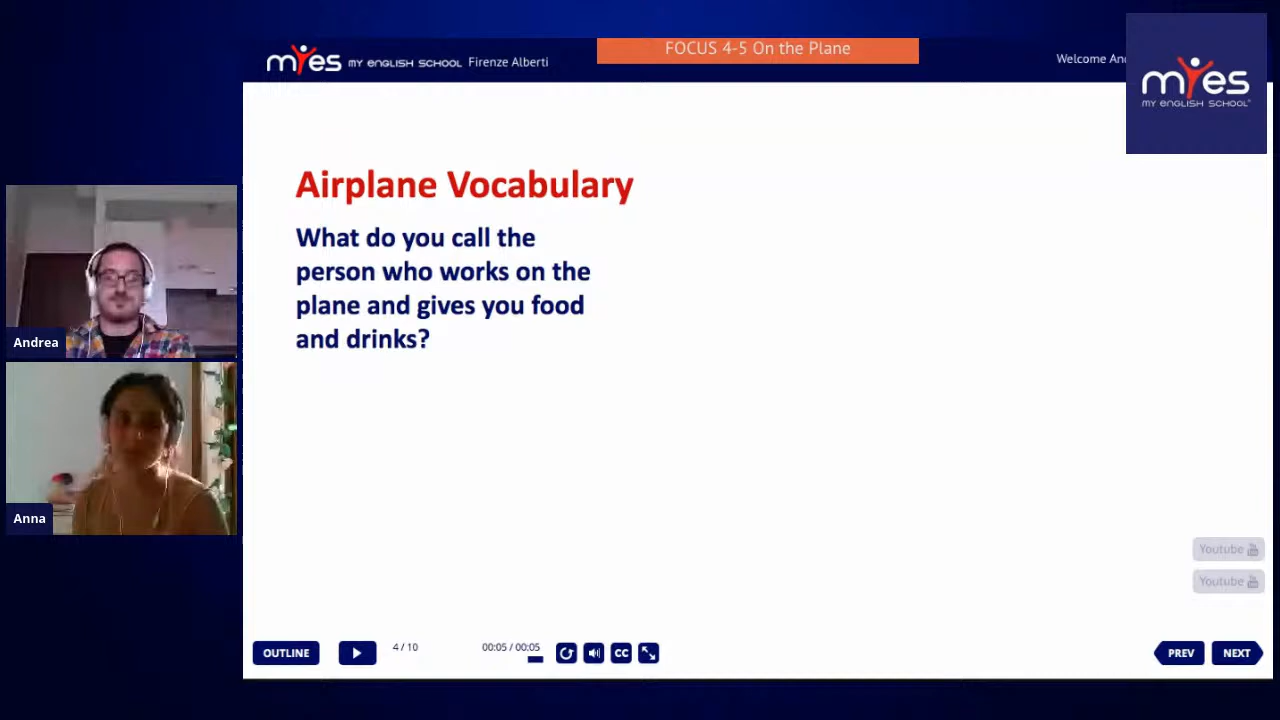 myes MY ENGLISH SCHOOL Firenze Alberti
FOCUS 4-5 On the Plane
Welcome And
myes
MY ENGLISH SCHOOL®
Airplane Vocabulary
What do you call the
person who works on the
plane and gives you food
and drinks?
Andrea
Anna
Youtube
Youtube
OUTLINE
4 / 10
00:05 / 00:05
CC
PREV
NEXT